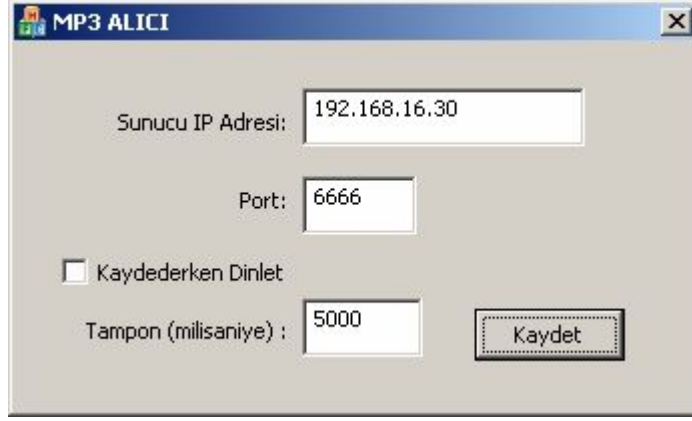 MP3 ALICI
Sunucu IP Adresi: 192.168.16.30
Port: 6666
Kaydederken Dinlet
Tampon (milisaniye) : 5000
Kaydet